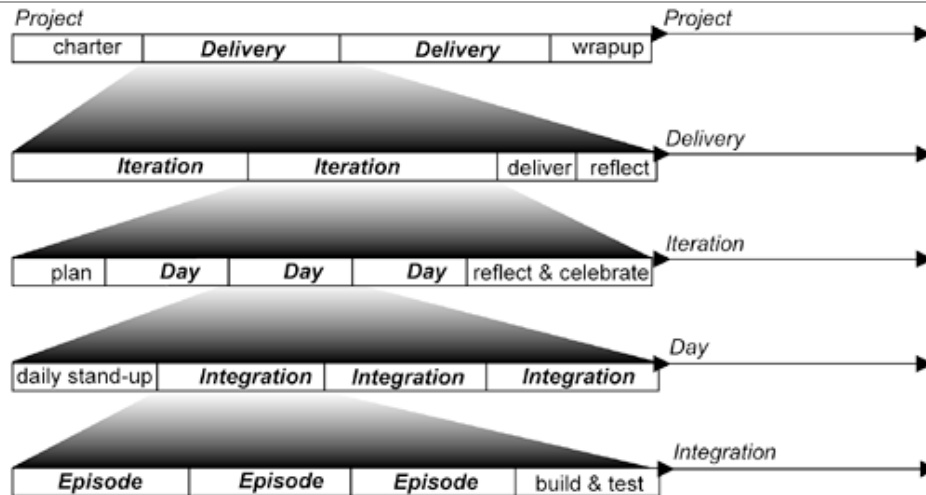 Project Project
charter Delivery Delivery wrapup
Delivery
Iteration Iteration deliver reflect
Iteration
plan Day Day Day reflect & celebrate
Day
daily stand-up Integration Integration Integration
Integration
Episode Episode Episode build & test